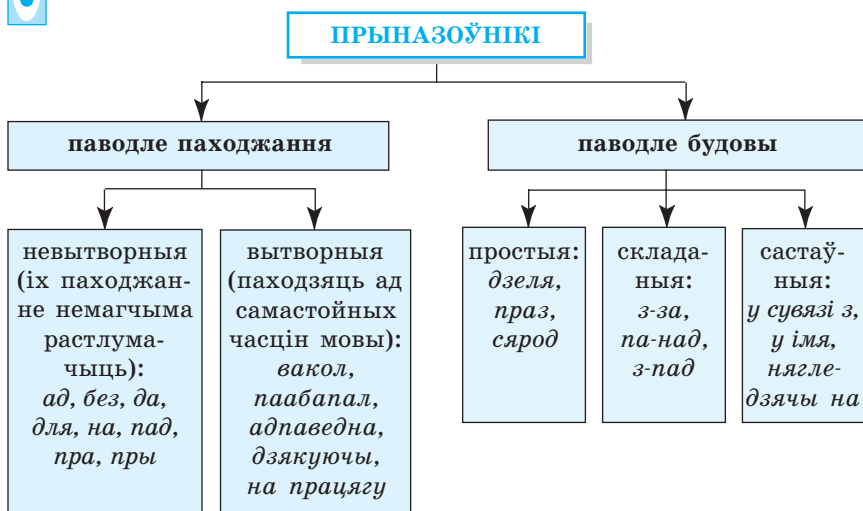 ПРЫНАЗОЎНІКІ
паводле паходжання
паводле будовы
невытворныя
(іх паходжан-
не немагчыма
растлума-
чыць):
ад, без, да,
для, на, пад,
пра, пры
вытворныя
(паходзяць ад
самастойных
часцін мовы):
вакол,
паабапал,
адпаведна,
дзякуючы,
на працягу
простыя:
дзеля,
праз,
сярод
склада-
ныя:
з-за,
па-над,
з-пад
састаў-
ныя:
у сувязі з,
у імя,
нягле-
дзячы на